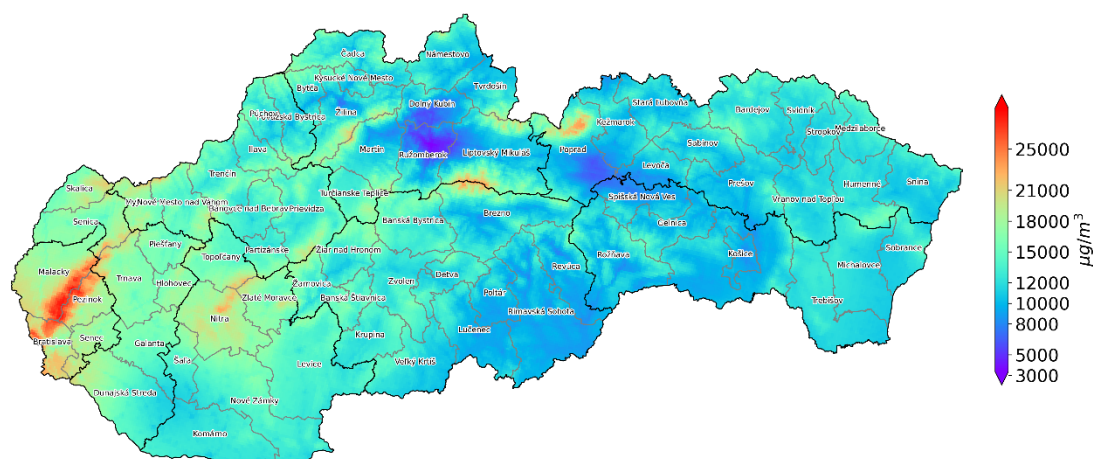 Čadca
Námestovo
Kysucké Nové Mesto
Tvrdošín
Bytča
Dolný Kubín
Stará Ľubovňa
Bardejov
Svidník
Púchov
Považská Bystrica
Žilina
Kežmarok
Stropkov
Medzilaborce
Ilava
Martin
Ružomberok
Liptovský Mikuláš
Poprad
Sabinov
Levoča
Trenčín
Prešov
Humenné
Snina
Skalica
Turčianske Teplice
Spišská Nová Ves
Vranov nad Topľou
Nové Mesto nad Váhom
Bánovce nad Bebravou
Prievidza
Senica
Banská Bystrica
Brezno
Gelnica
Piešťany
Partizánske
Žiar nad Hronom
Topoľčany
Košice
Rožňava
Sobrance
Malacky
Trnava
Hlohovec
Zvolen
Detva
Revúca
Michalovce
Žarnovica
Pezinok
Zlaté Moravce
Banská Štiavnica
Poltár
Trebišov
Nitra
Rimavská Sobota
Bratislava
Senec
Galanta
Krupina
Lučenec
Šaľa
Levice
Veľký Krtíš
Dunajská Streda
Nové Zámky
Komárno
25000
21000
18000
15000
10000
8000
5000
3000
µg/m³